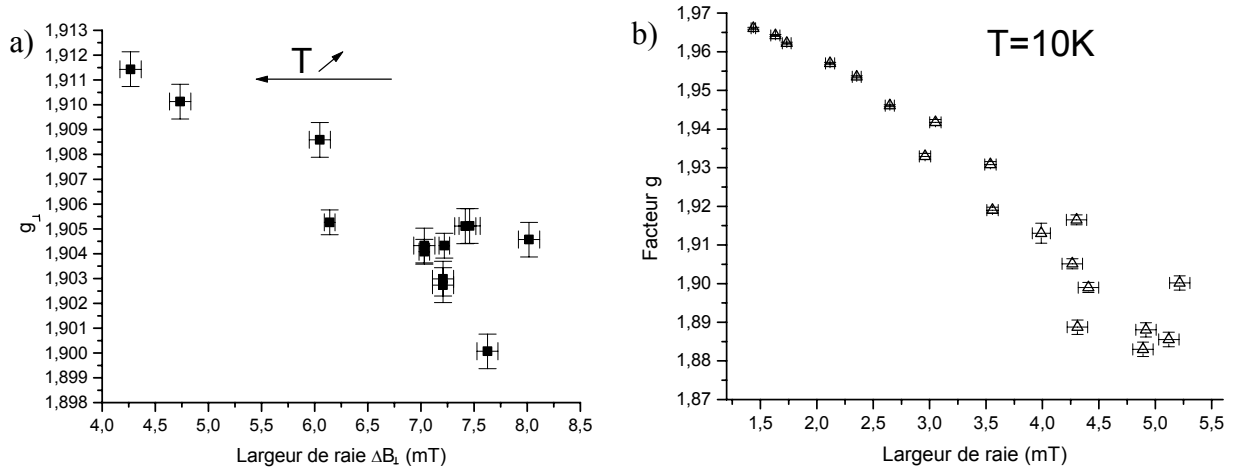 a)
T
g⊥
1,913
1,912
1,911
1,910
1,909
1,908
1,907
1,906
1,905
1,904
1,903
1,902
1,901
1,900
1,899
1,898
4,0 4,5 5,0 5,5 6,0 6,5 7,0 7,5 8,0 8,5
Largeur de raie ΔB⊥ (mT)
b)
T=10K
Facteur g
1,97
1,96
1,95
1,94
1,93
1,92
1,91
1,90
1,89
1,88
1,87
1,5 2,0 2,5 3,0 3,5 4,0 4,5 5,0 5,5
Largeur de raie (mT)